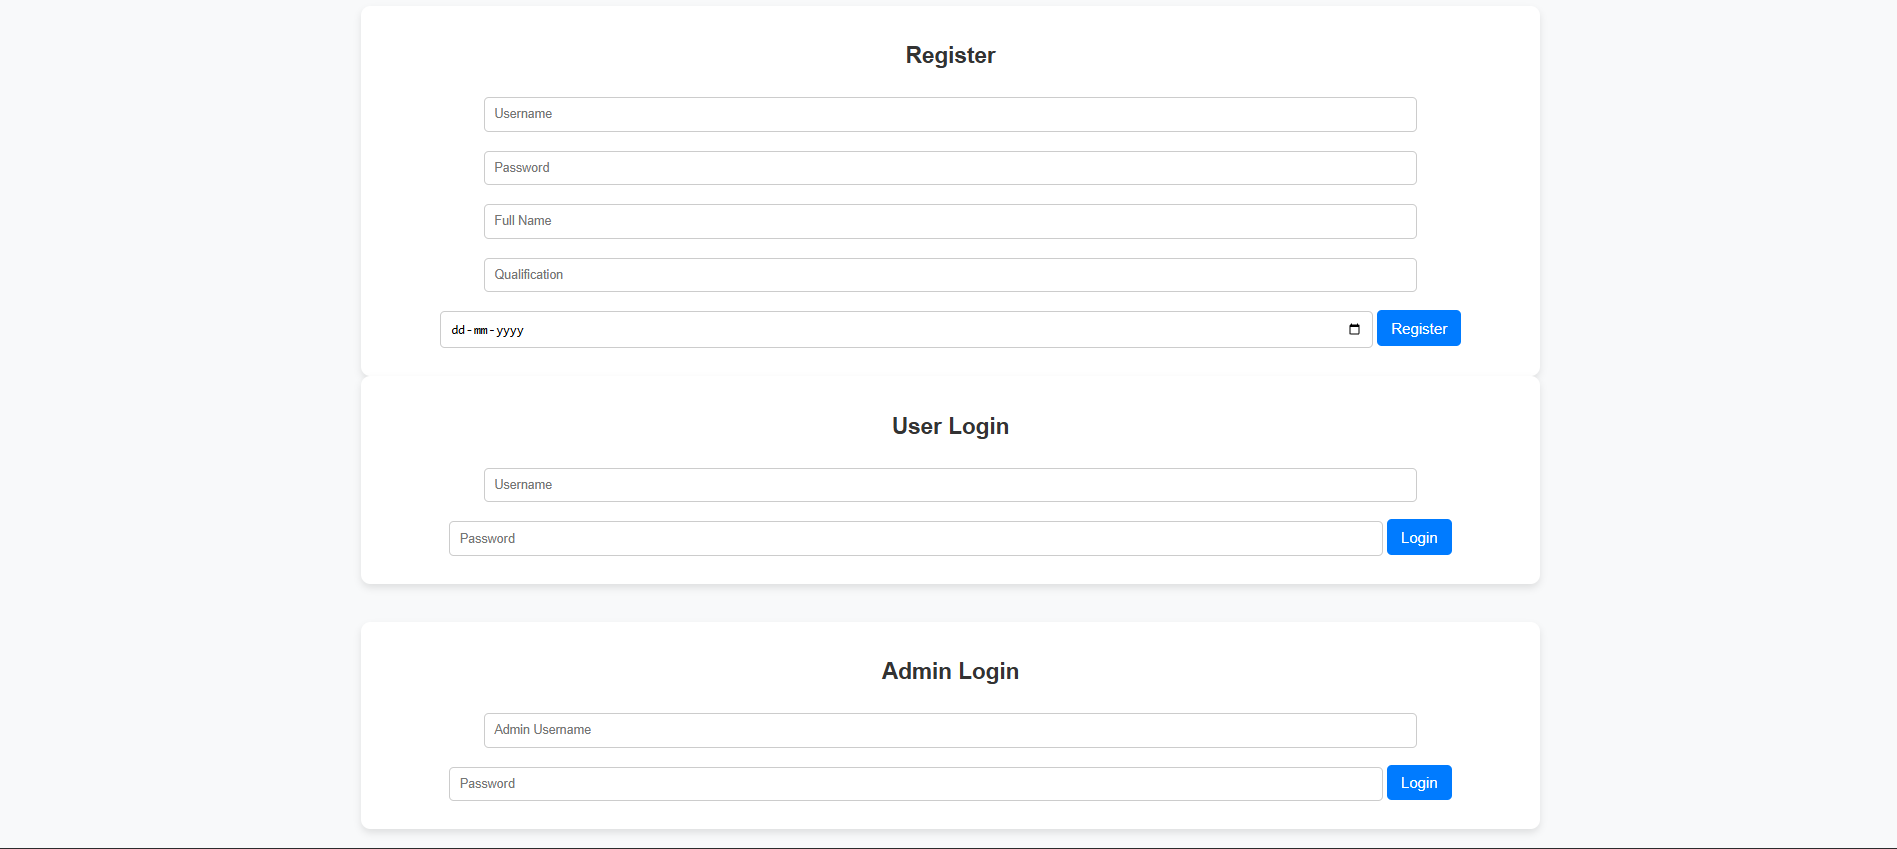 Register
Username
Password
Full Name
Qualification
dd-mm-yyyy Register
User Login
Username
Password Login
Admin Login
Admin Username
Password Login